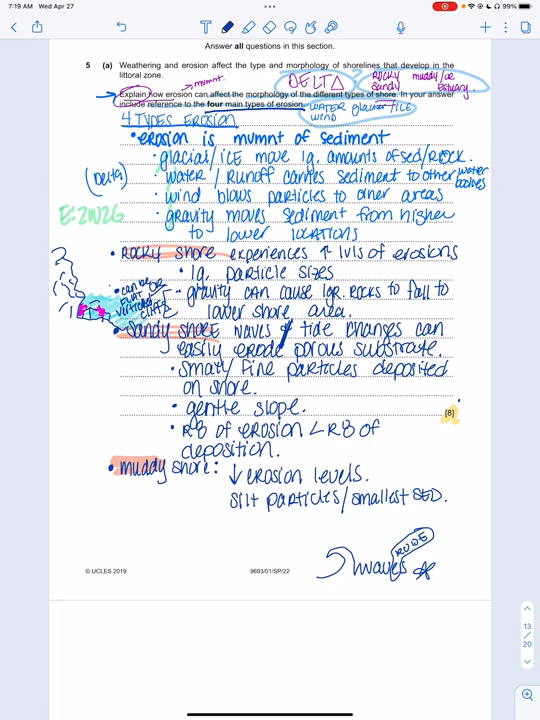 7:19 AM Wed Apr 27
99%
Answer all questions in this section.
5 (a) Weathering and erosion affect the type and morphology of shorelines that develop in the
littoral zone.
mvmnt
DELTA
ROCKY muddy/
sandy estuary
Explain how erosion can affect the morphology of the different types of shore. In your answer
include reference to the four main types of erosion.
WATER glacier/ICE
WIND
4 TYPES EROSION
• EROSION is mvmnt of sediment
• glacial/ICE move lg. amounts of sed/ROCK.
(Delta)
• water / Runoff carries sediment to other water
bodies
• wind blows particles to other areas
E: ZWZG
• gravity moves sediment from higher
to lower locations
• Rocky shore experiences ↑ lvls of erosions
• lg. particle sizes
• can be
FLAT
vertical
cliffs
• gravity can cause lgr. rocks to fall to
lower shore area.
• Sandy shore waves & tide changes can
easily erode porous substrate.
• small/fine particles deposited
on shore.
• gentle slope.
[8]
• R8 of erosion < R8 of
deposition.
• muddy shore: ↓ erosion levels.
silt particles/smallest SED.
waves
© UCLES 2019
9693/01/SP/22
13
/
20